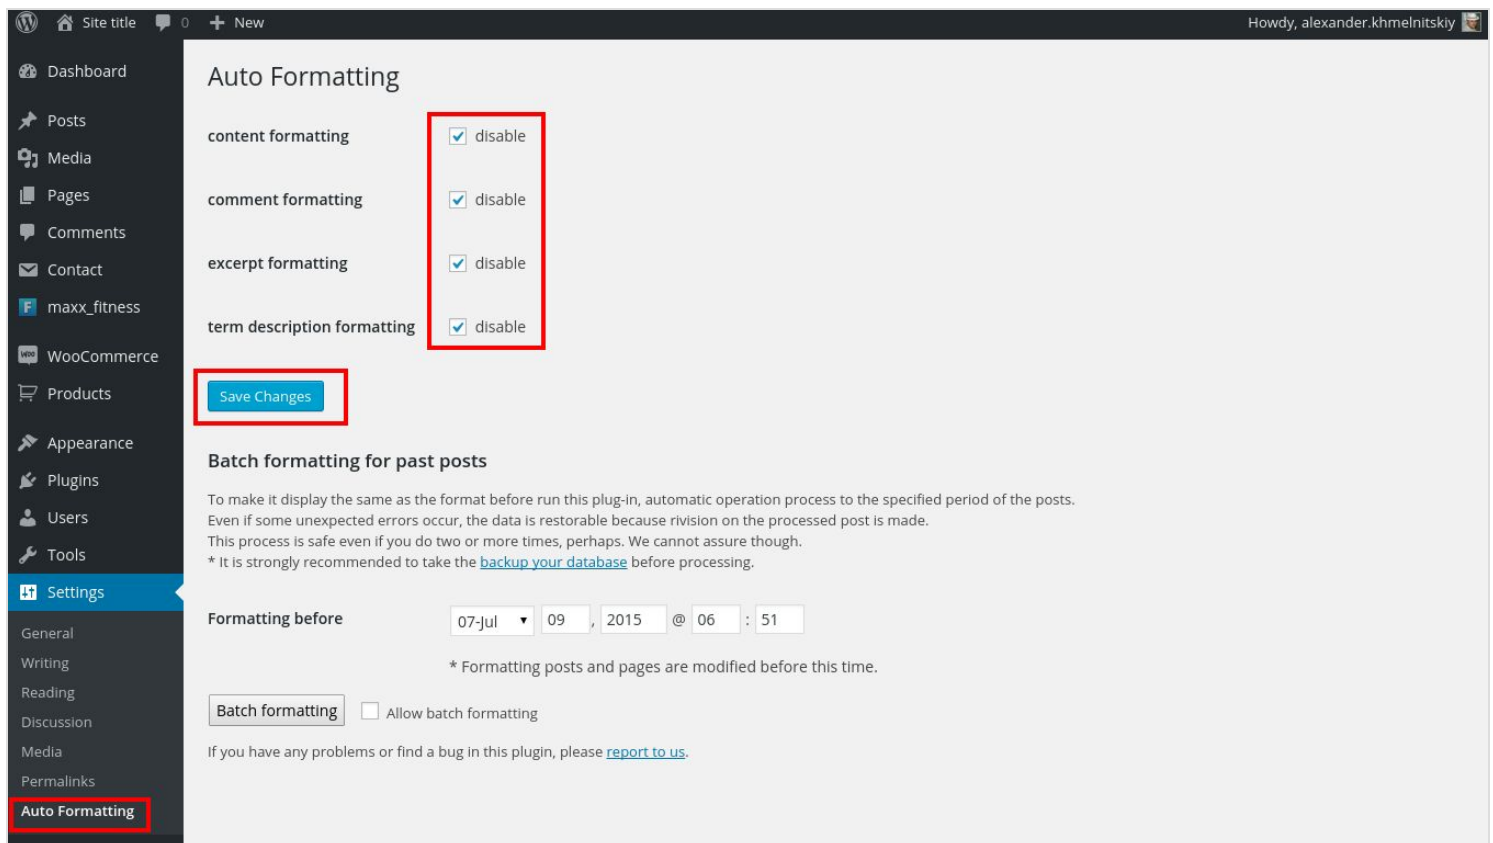 Site title 0 New Howdy, alexander.khmelnitskiy
Dashboard
Posts
Media
Pages
Comments
Contact
F maxx_fitness
WOO WooCommerce
Products
Appearance
Plugins
Users
Tools
Settings
General
Writing
Reading
Discussion
Media
Permalinks
Auto Formatting
Auto Formatting
content formatting disable
comment formatting disable
excerpt formatting disable
term description formatting disable
Save Changes
Batch formatting for past posts
To make it display the same as the format before run this plug-in, automatic operation process to the specified period of the posts.
Even if some unexpected errors occur, the data is restorable because rivision on the processed post is made.
This process is safe even if you do two or more times, perhaps. We cannot assure though.
* It is strongly recommended to take the backup your database before processing.
Formatting before 07-Jul 09 , 2015 @ 06 : 51
* Formatting posts and pages are modified before this time.
Batch formatting Allow batch formatting
If you have any problems or find a bug in this plugin, please report to us.